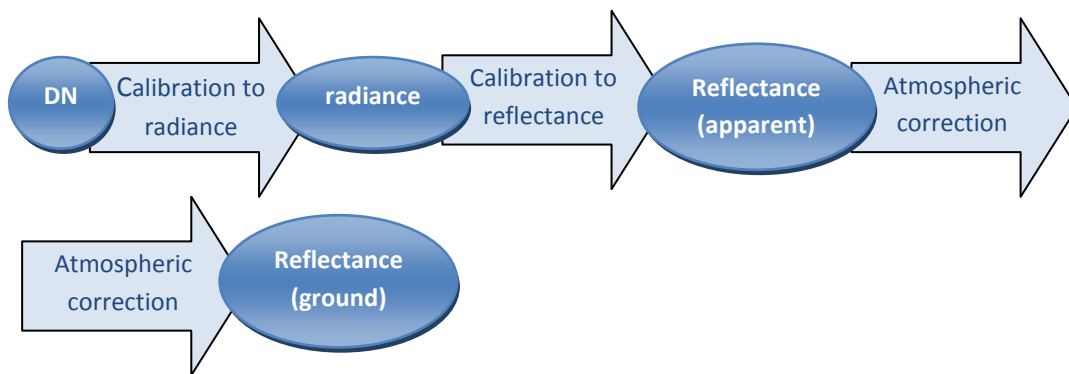 DN
Calibration to
radiance
radiance
Calibration to
reflectance
Reflectance
(apparent)
Atmospheric
correction
Atmospheric
correction
Reflectance
(ground)